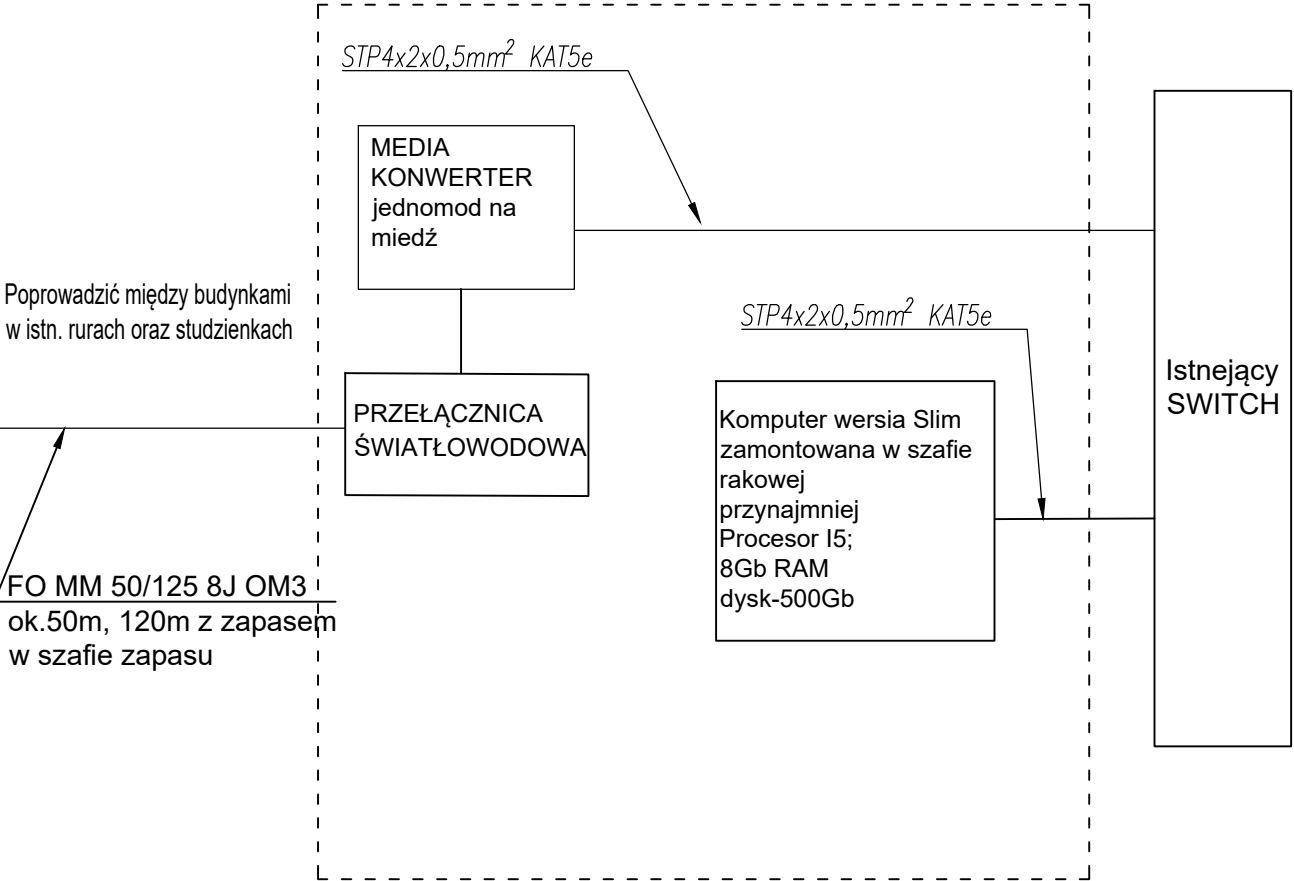 STP4x2x0,5mm² KAT5e
MEDIA
KONWERTER
jednomod na
miedź
Poprowadzić między budynkami
w istn. rurach oraz studzienkach
STP4x2x0,5mm² KAT5e
PRZEŁĄCZNICA
ŚWIATŁOWODOWA
Komputer wersia Slim
zamontowana w szafie
rakowej
przynajmniej
Procesor I5;
8Gb RAM
dysk-500Gb
Istnejący
SWITCH
FO MM 50/125 8J OM3
ok.50m, 120m z zapasem
w szafie zapasu